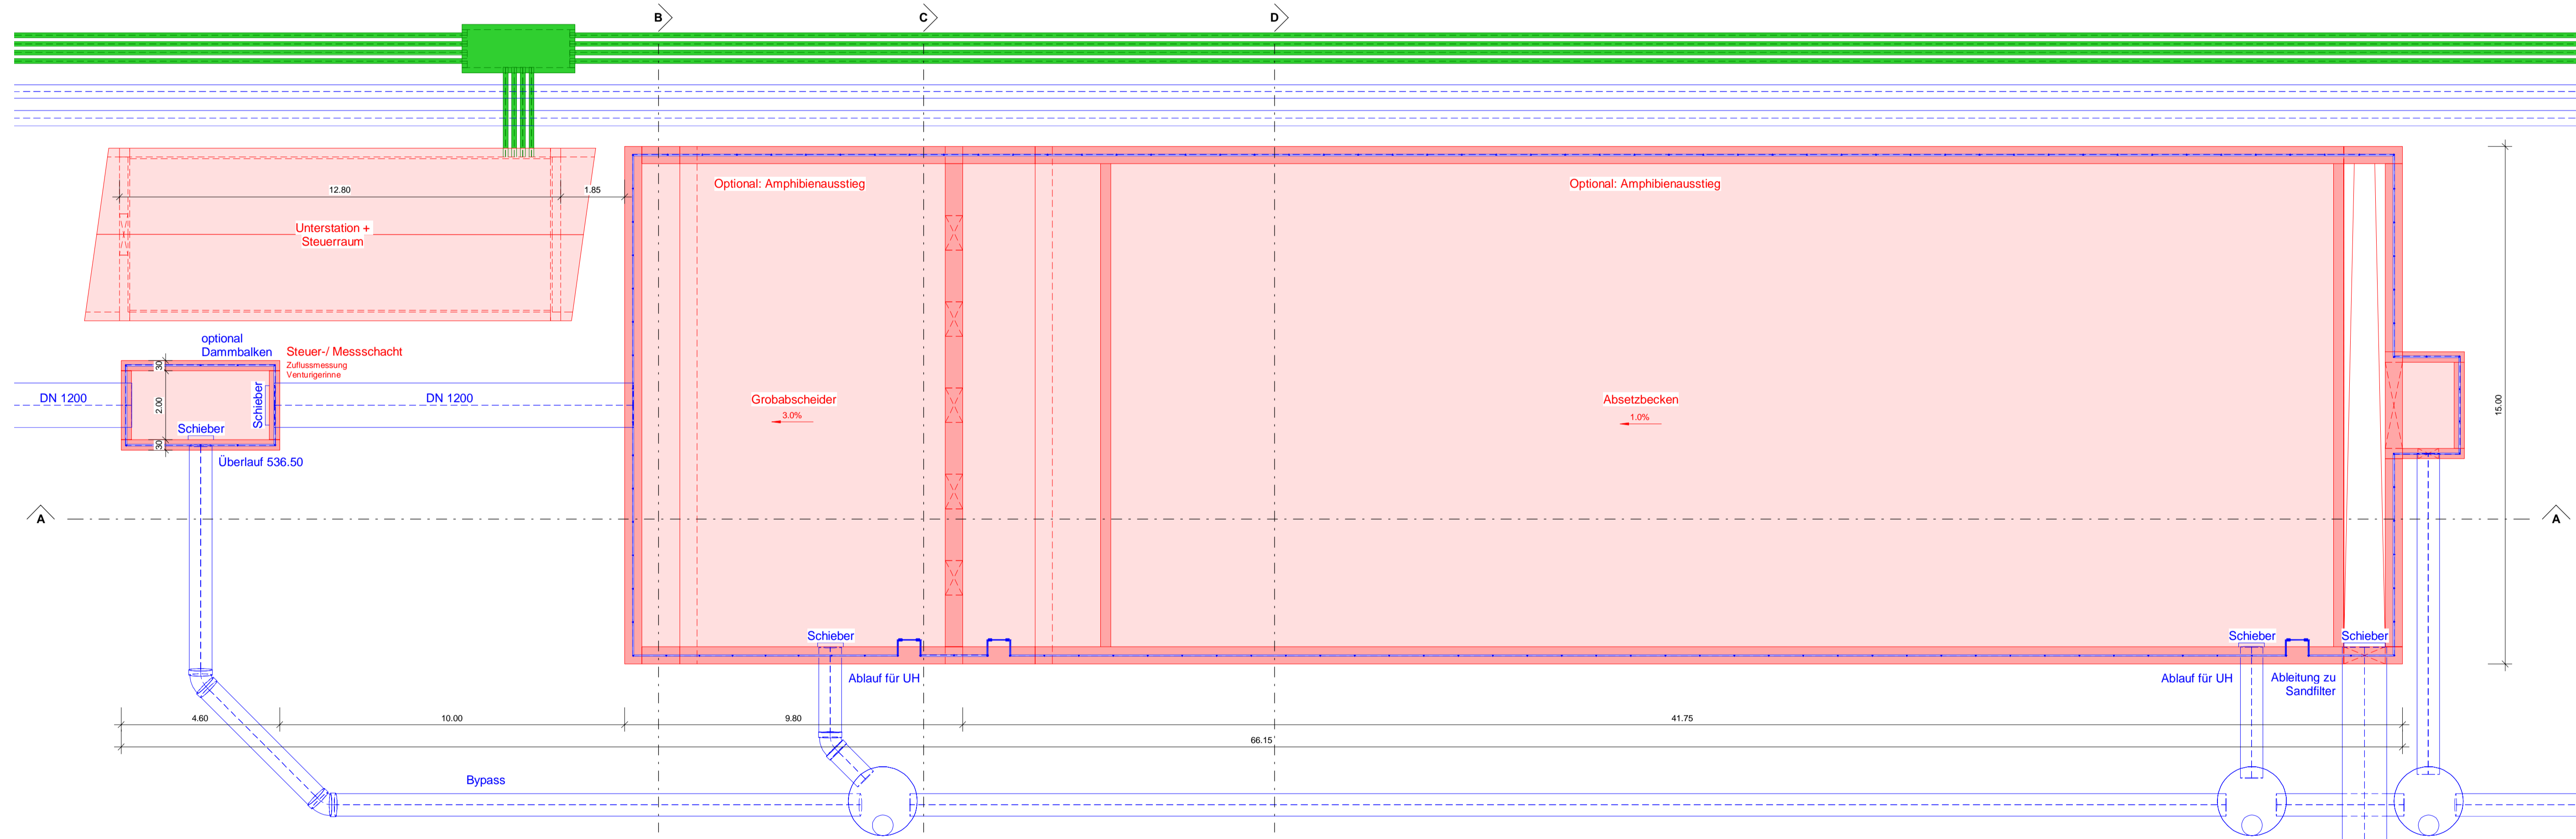 B
C
D
12.80
1.85
Optional: Amphibienausstieg
Optional: Amphibienausstieg
Unterstation +
Steuerraum
optional
Dammbalken
Steuer-/ Messschacht
Zuflussmessung
Venturigerinne
30
2.00
30
DN 1200
Schieber
DN 1200
Schieber
Überlauf 536.50
Grobabscheider
3.0%
Absetzbecken
1.0%
15.00
A
A
Schieber
Schieber
Schieber
Ablauf für UH
Ablauf für UH
Ableitung zu
Sandfilter
4.60
10.00
9.80
41.75
66.15
Bypass